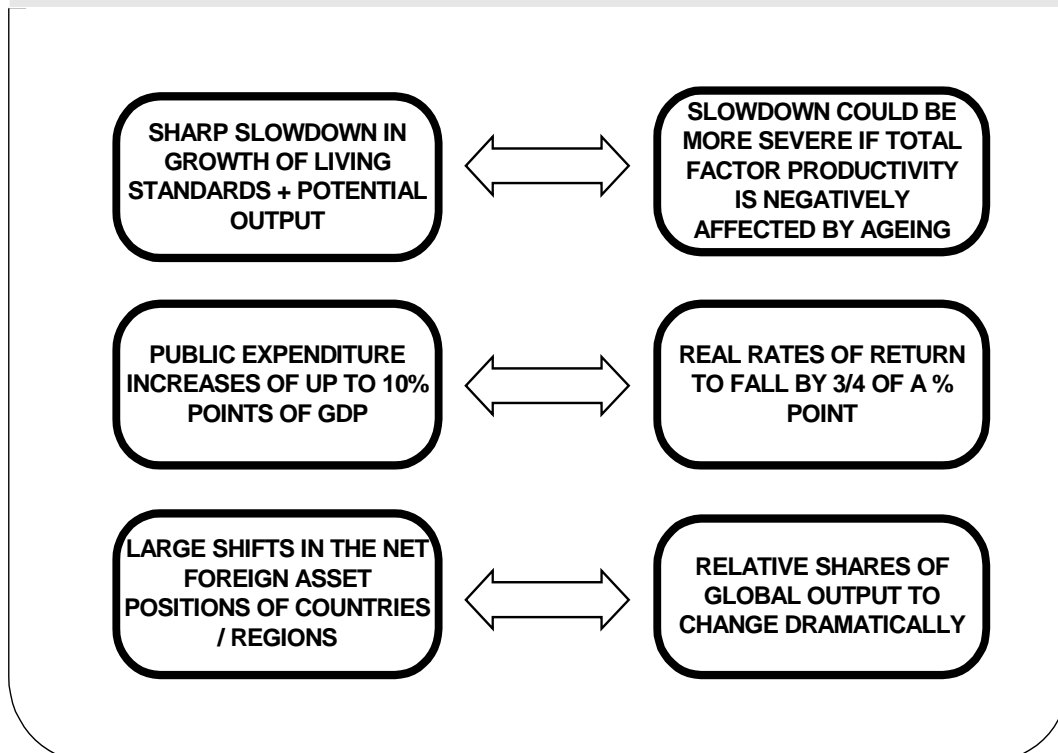 SHARP SLOWDOWN IN
GROWTH OF LIVING
STANDARDS + POTENTIAL
OUTPUT
SLOWDOWN COULD BE
MORE SEVERE IF TOTAL
FACTOR PRODUCTIVITY
IS NEGATIVELY
AFFECTED BY AGEING
PUBLIC EXPENDITURE
INCREASES OF UP TO 10%
POINTS OF GDP
REAL RATES OF RETURN
TO FALL BY 3/4 OF A %
POINT
LARGE SHIFTS IN THE NET
FOREIGN ASSET
POSITIONS OF COUNTRIES
/ REGIONS
RELATIVE SHARES OF
GLOBAL OUTPUT TO
CHANGE DRAMATICALLY